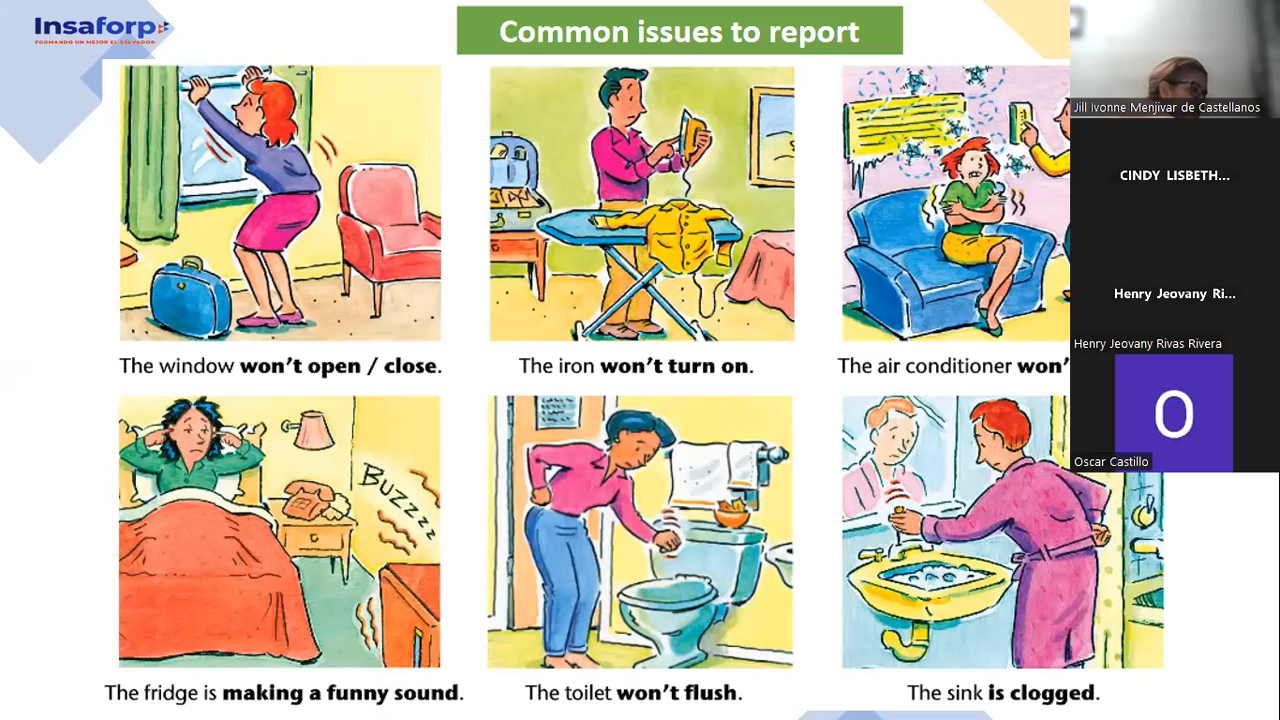 Insaforp
FORMANDO UN MEJOR EL SALVADOR
Common issues to report
Jill Ivonne Menjivar de Castellanos
CINDY LISBETH...
Henry Jeovany Ri...
Henry Jeovany Rivas Rivera
O
Oscar Castillo
The window won't open / close.
The iron won't turn on.
The air conditioner won'
Buzzzz
The fridge is making a funny sound.
The toilet won't flush.
The sink is clogged.